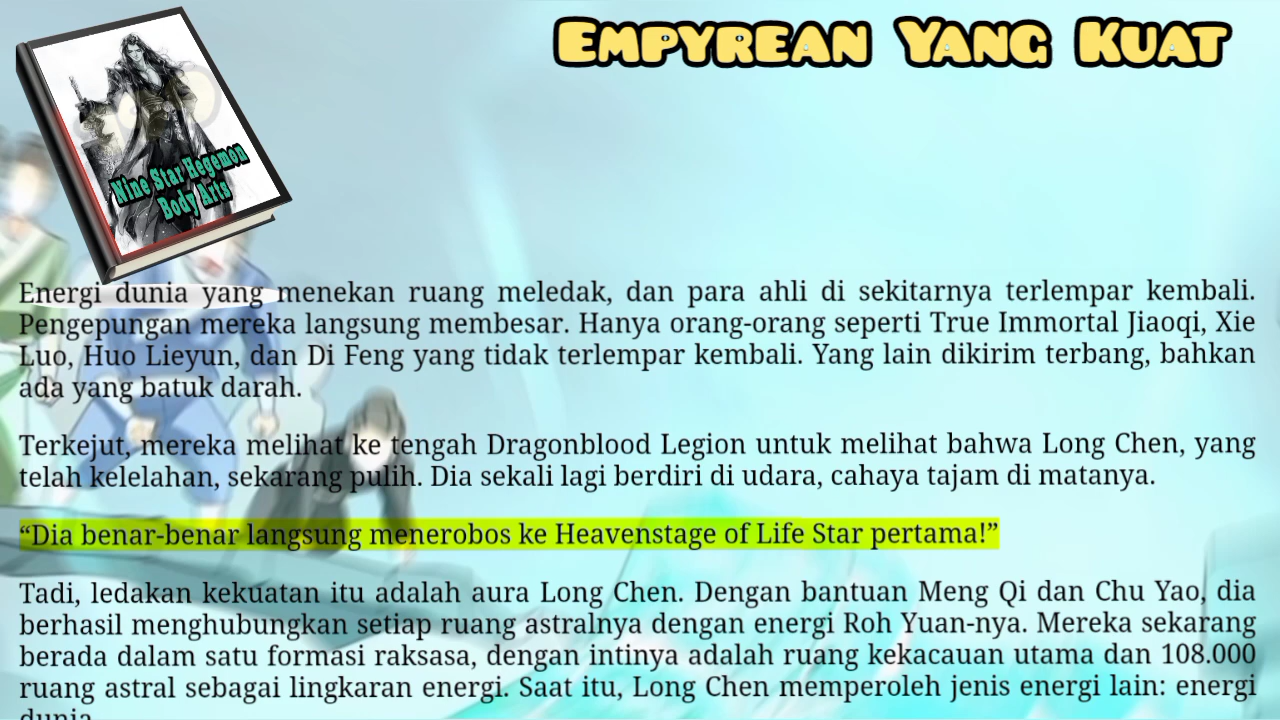 Empyrean Yang Kuat
Nine Star Hegemon
Body Arts
Energi dunia yang menekan ruang meledak, dan para ahli di sekitarnya terlempar kembali.
Pengepungan mereka langsung membesar. Hanya orang-orang seperti True Immortal Jiaoqi, Xie
Luo, Huo Lieyun, dan Di Feng yang tidak terlempar kembali. Yang lain dikirim terbang, bahkan
ada yang batuk darah.
Terkejut, mereka melihat ke tengah Dragonblood Legion untuk melihat bahwa Long Chen, yang
telah kelelahan, sekarang pulih. Dia sekali lagi berdiri di udara, cahaya tajam di matanya.
“Dia benar-benar langsung menerobos ke Heavenstage of Life Star pertama!”
Tadi, ledakan kekuatan itu adalah aura Long Chen. Dengan bantuan Meng Qi dan Chu Yao, dia
berhasil menghubungkan setiap ruang astralnya dengan energi Roh Yuan-nya. Mereka sekarang
berada dalam satu formasi raksasa, dengan intinya adalah ruang kekacauan utama dan 108.000
ruang astral sebagai lingkaran energi. Saat itu, Long Chen memperoleh jenis energi lain: energi
dunia.